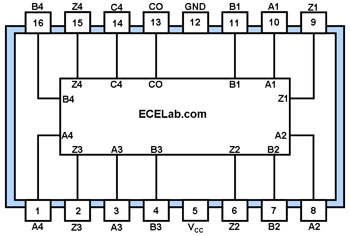 B4 Z4 C4 CO GND B1 A1 Z1
16 15 14 13 12 11 10 9
Z4 C4 CO B1 A1
B4 Z1
ECELab.com
A4 A2
Z3 A3 B3 Z2 B2
1 2 3 4 5 6 7 8
A4 Z3 A3 B3 VCC Z2 B2 A2